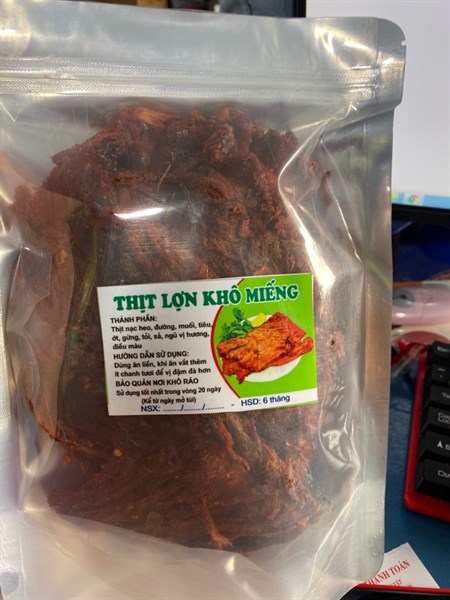 THỊT LỢN KHÔ MIẾNG
THÀNH PHẦN:
Thịt nạc heo, đường, muối, tiêu,
ớt, gừng, tỏi, sả, ngũ vị hương,
điều màu
HƯỚNG DẪN SỬ DỤNG:
Dùng ăn liền, khi ăn vắt thêm
ít chanh tươi để vị đậm đà hơn
BẢO QUẢN NƠI KHÔ RÁO
Sử dụng tốt nhất trong vòng 20 ngày
(Kể từ ngày mở túi)
NSX: ......./......./........ - HSD: 6 tháng